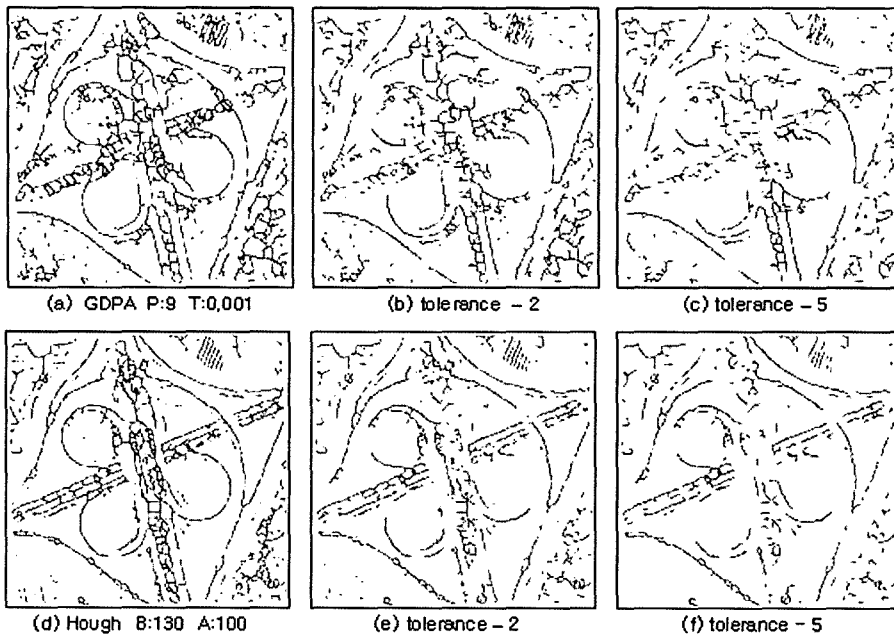 (a) GDPA P:9 T:0,001
(b) tolerance - 2
(c) tolerance - 5
(d) Hough B:130 A:100
(e) tolerance - 2
(f) tolerance - 5